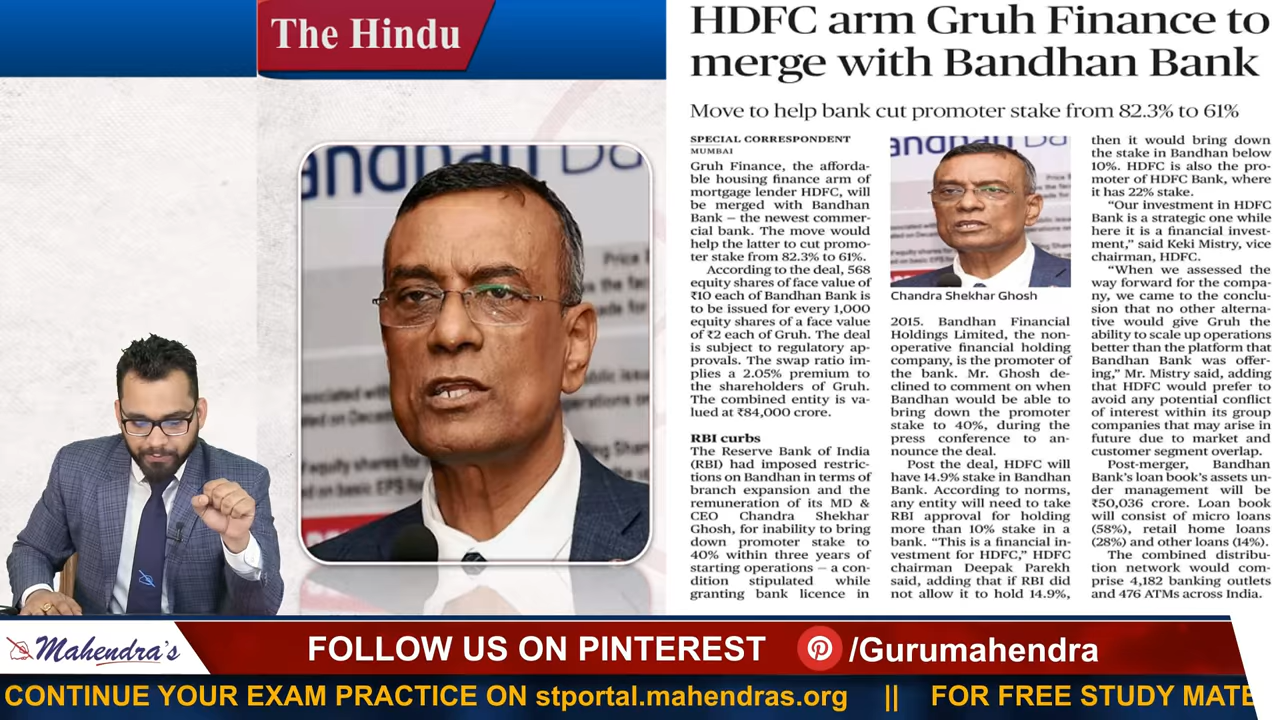 The Hindu
HDFC arm Gruh Finance to
merge with Bandhan Bank
Move to help bank cut promoter stake from 82.3% to 61%
SPECIAL CORRESPONDENT
MUMBAI
Gruh Finance, the afforda-
ble housing finance arm of
mortgage lender HDFC, will
be merged with Bandhan
Bank – the newest commer-
cial bank. The move would
help the latter to cut promo-
ter stake from 82.3% to 61%.
According to the deal, 568
equity shares of face value of
₹10 each of Bandhan Bank is
to be issued for every 1,000
equity shares of a face value
of ₹2 each of Gruh. The deal
is subject to regulatory ap-
provals. The swap ratio im-
plies a 2.05% premium to
the shareholders of Gruh.
The combined entity is va-
lued at ₹84,000 crore.
RBI curbs
The Reserve Bank of India
(RBI) had imposed restric-
tions on Bandhan in terms of
branch expansion and the
remuneration of its MD &
CEO Chandra Shekhar
Ghosh, for inability to bring
down promoter stake to
40% within three years of
starting operations – a con-
dition stipulated while
granting bank licence in
Chandra Shekhar Ghosh
2015. Bandhan Financial
Holdings Limited, the non-
operative financial holding
company, is the promoter of
the bank. Mr. Ghosh de-
clined to comment on when
Bandhan would be able to
bring down the promoter
stake to 40%, during the
press conference to an-
nounce the deal.
Post the deal, HDFC will
have 14.9% stake in Bandhan
Bank. According to norms,
any entity will need to take
RBI approval for holding
more than 10% stake in a
bank. “This is a financial in-
vestment for HDFC,” HDFC
chairman Deepak Parekh
said, adding that if RBI did
not allow it to hold 14.9%,
then it would bring down
the stake in Bandhan below
10%. HDFC is also the pro-
moter of HDFC Bank, where
it has 22% stake.
“Our investment in HDFC
Bank is a strategic one while
here it is a financial invest-
ment,” said Keki Mistry, vice
chairman, HDFC.
“When we assessed the
way forward for the compa-
ny, we came to the conclu-
sion that no other alterna-
tive would give Gruh the
ability to scale up operations
better than the platform that
Bandhan Bank was offer-
ing,” Mr. Mistry said, adding
that HDFC would prefer to
avoid any potential conflict
of interest within its group
companies that may arise in
future due to market and
customer segment overlap.
Post-merger, Bandhan
Bank’s loan book’s assets un-
der management will be
₹50,036 crore. Loan book
will consist of micro loans
(58%), retail home loans
(28%) and other loans (14%).
The combined distribu-
tion network would com-
prise 4,182 banking outlets
and 476 ATMs across India.
Mahendra's
FOLLOW US ON PINTEREST /Gurumahendra
CONTINUE YOUR EXAM PRACTICE ON stportal.mahendras.org || FOR FREE STUDY MATE